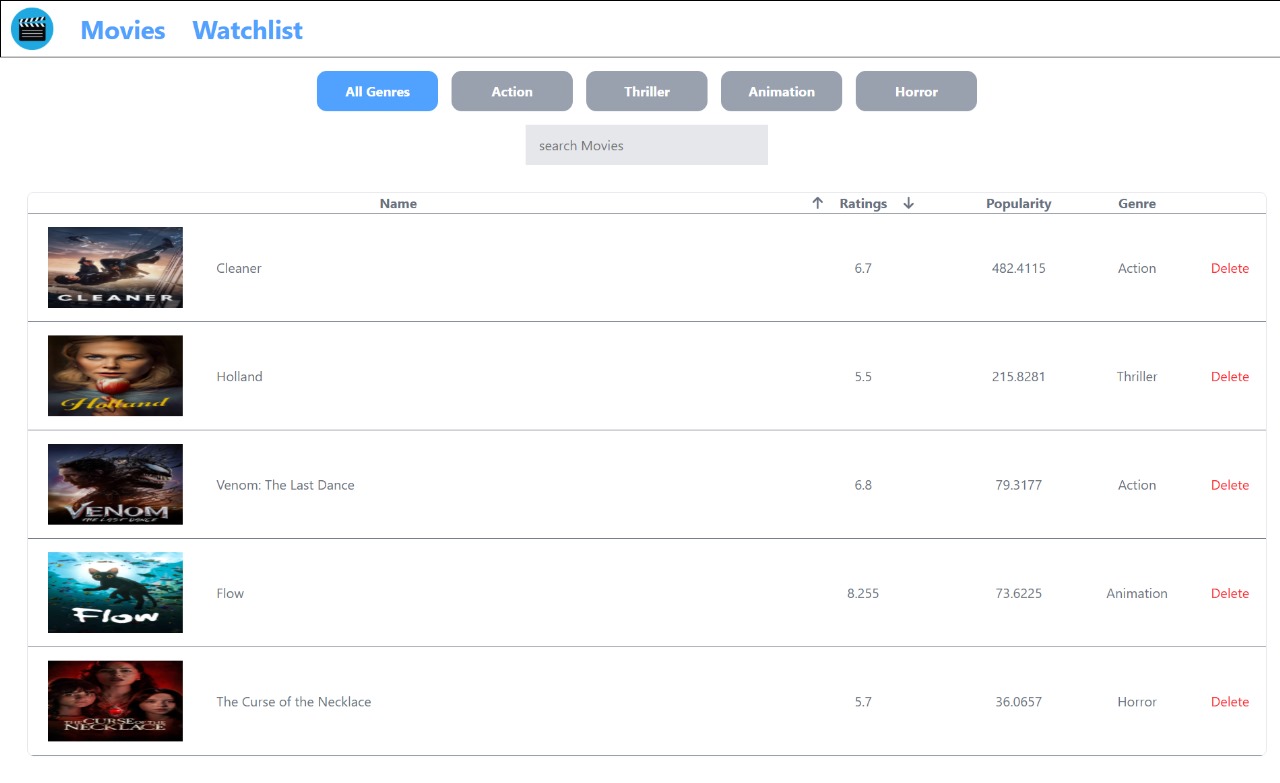 Movies Watchlist
All Genres Action Thriller Animation Horror
search Movies
Name ↑ Ratings ↓ Popularity Genre
CLEANER
Cleaner 6.7 482.4115 Action Delete
Holland
Holland 5.5 215.8281 Thriller Delete
VENOM
THE LAST DANCE
Venom: The Last Dance 6.8 79.3177 Action Delete
Flow
Flow 8.255 73.6225 Animation Delete
THE CURSE OF THE
NECKLACE
The Curse of the Necklace 5.7 36.0657 Horror Delete